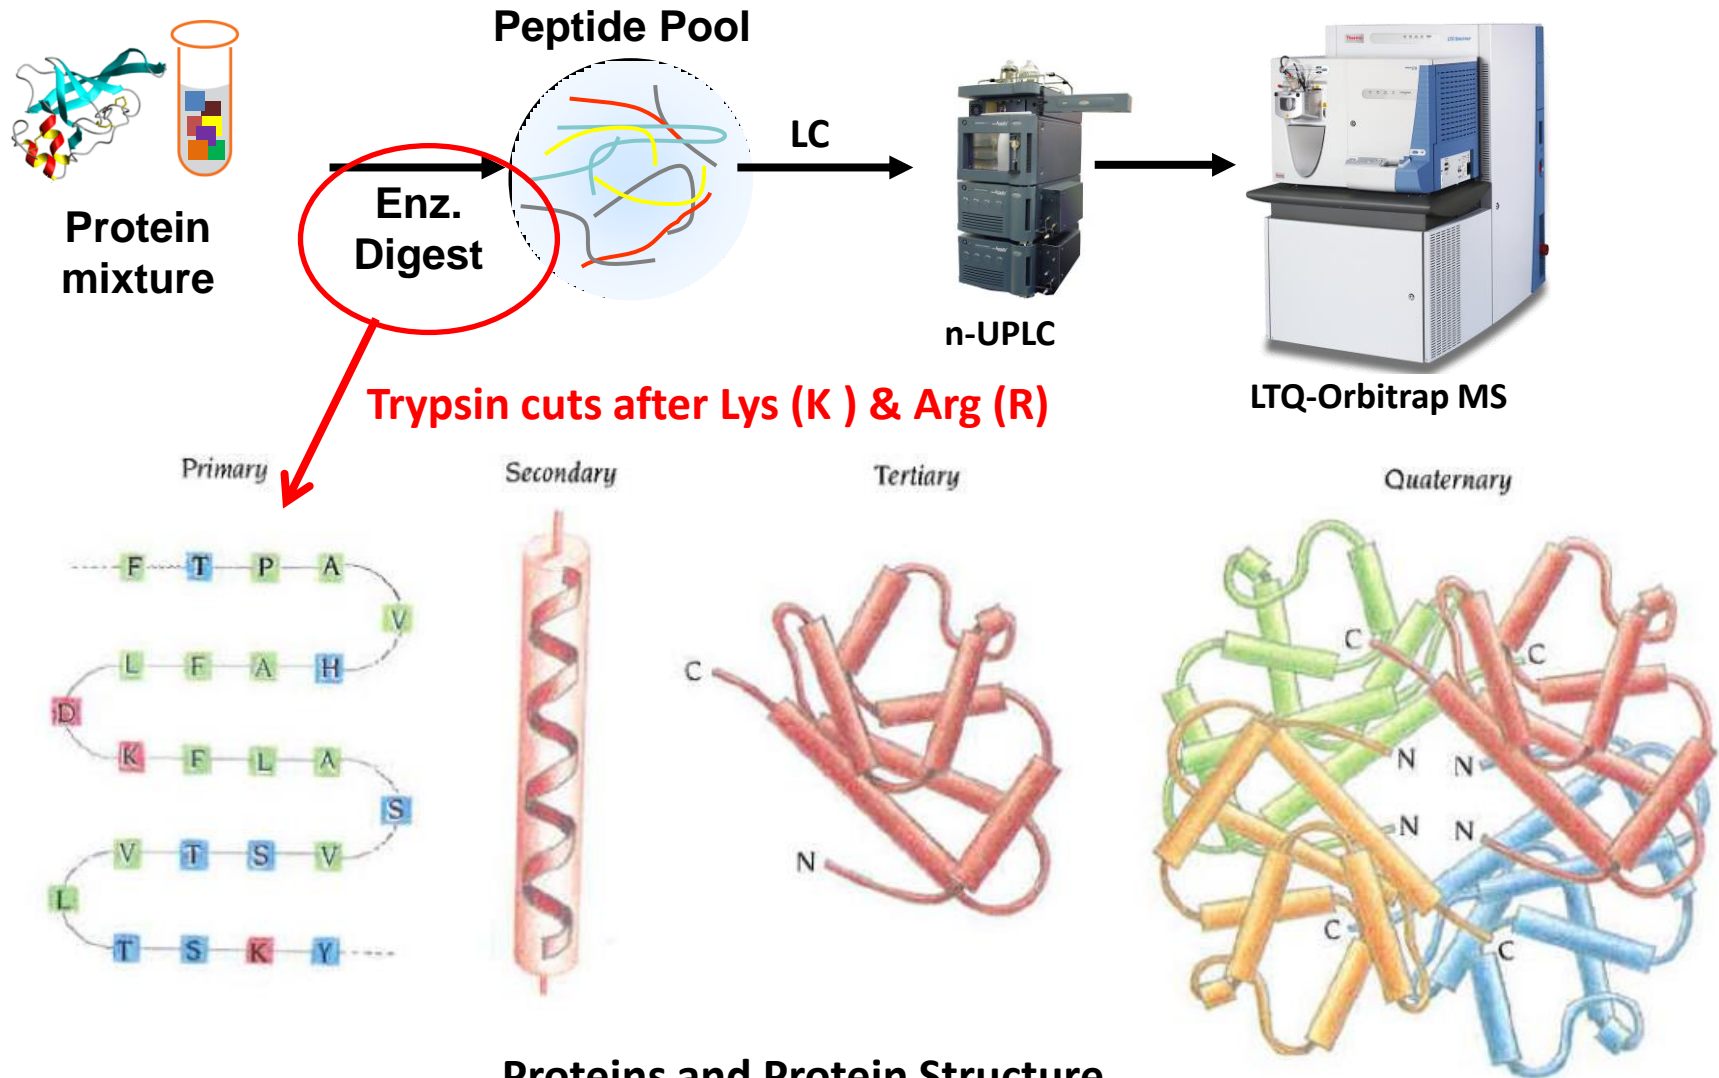 Peptide Pool
Protein
mixture
Enz.
Digest
LC
n-UPLC
LTQ-Orbitrap MS
Trypsin cuts after Lys (K ) & Arg (R)
Primary
Secondary
Tertiary
Quaternary
F T P A
V
L F A H
D
K F L A
S
V T S V
L
T S K Y
C
N
C
C
N N
N N
C
C
Proteins and Protein Structure